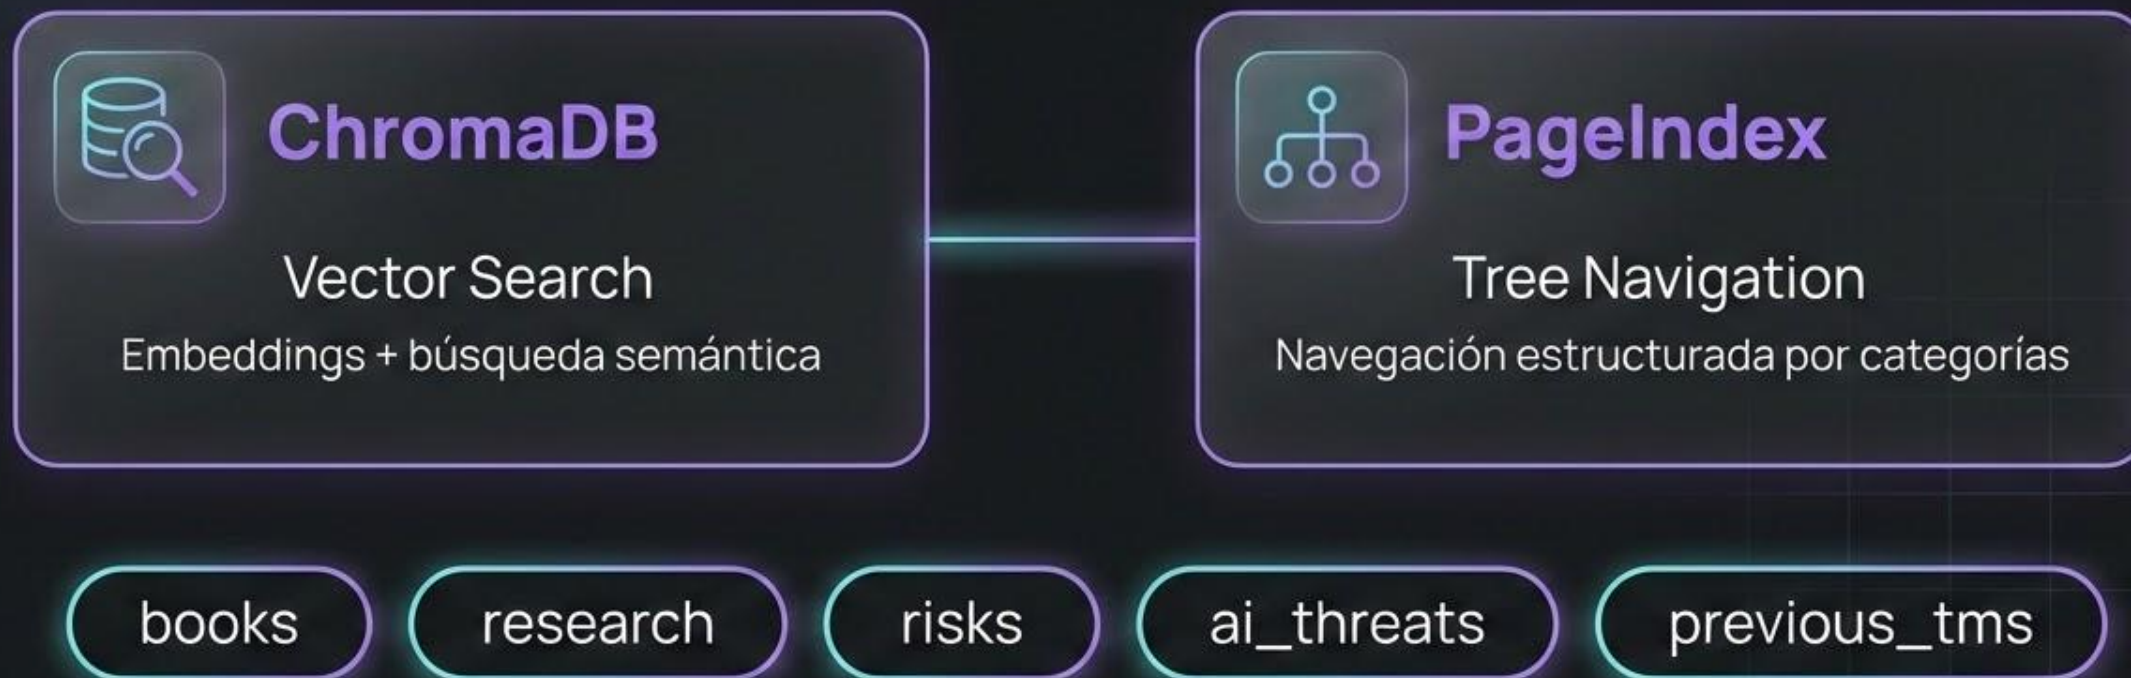 ChromaDB
Vector Search
Embeddings + búsqueda semántica
PageIndex
Tree Navigation
Navegación estructurada por categorías
books
research
risks
ai_threats
previous_tms